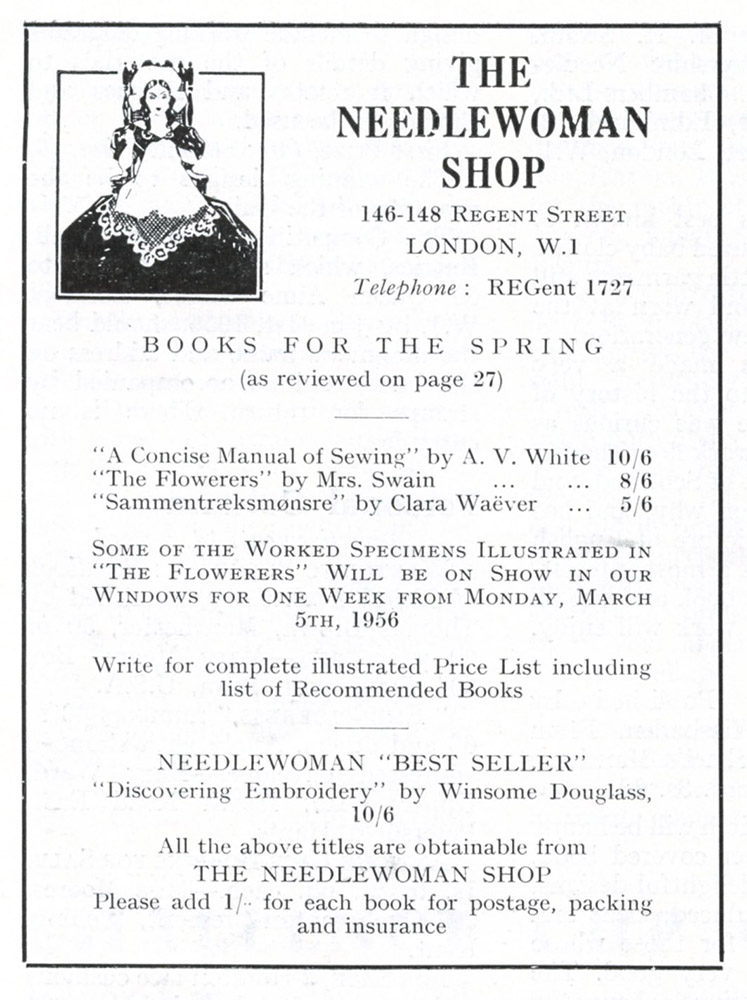 THE
NEEDLEWOMAN
SHOP
146-148 REGENT STREET
LONDON, W.1
Telephone : REGent 1727
BOOKS FOR THE SPRING
(as reviewed on page 27)
"A Concise Manual of Sewing" by A. V. White 10/6
"The Flowerers" by Mrs. Swain ... ... 8/6
"Sammentræksmønsre" by Clara Waëver ... 5/6
SOME OF THE WORKED SPECIMENS ILLUSTRATED IN
"THE FLOWERERS" WILL BE ON SHOW IN OUR
WINDOWS FOR ONE WEEK FROM MONDAY, MARCH
5TH, 1956
Write for complete illustrated Price List including
list of Recommended Books
NEEDLEWOMAN "BEST SELLER"
"Discovering Embroidery" by Winsome Douglass,
10/6
All the above titles are obtainable from
THE NEEDLEWOMAN SHOP
Please add 1/- for each book for postage, packing
and insurance